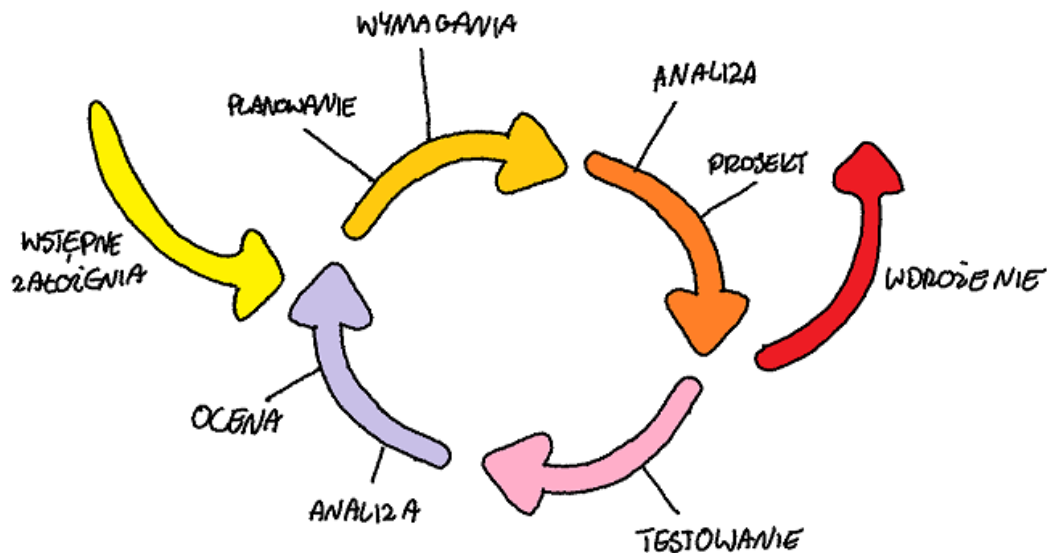 WYMAGANIA
PLANOWANIE
ANALIZA
PROJEKT
WSTĘPNE
ZAŁOŻENIA
WDROŻENIE
OCENA
ANALIZA
TESTOWANIE